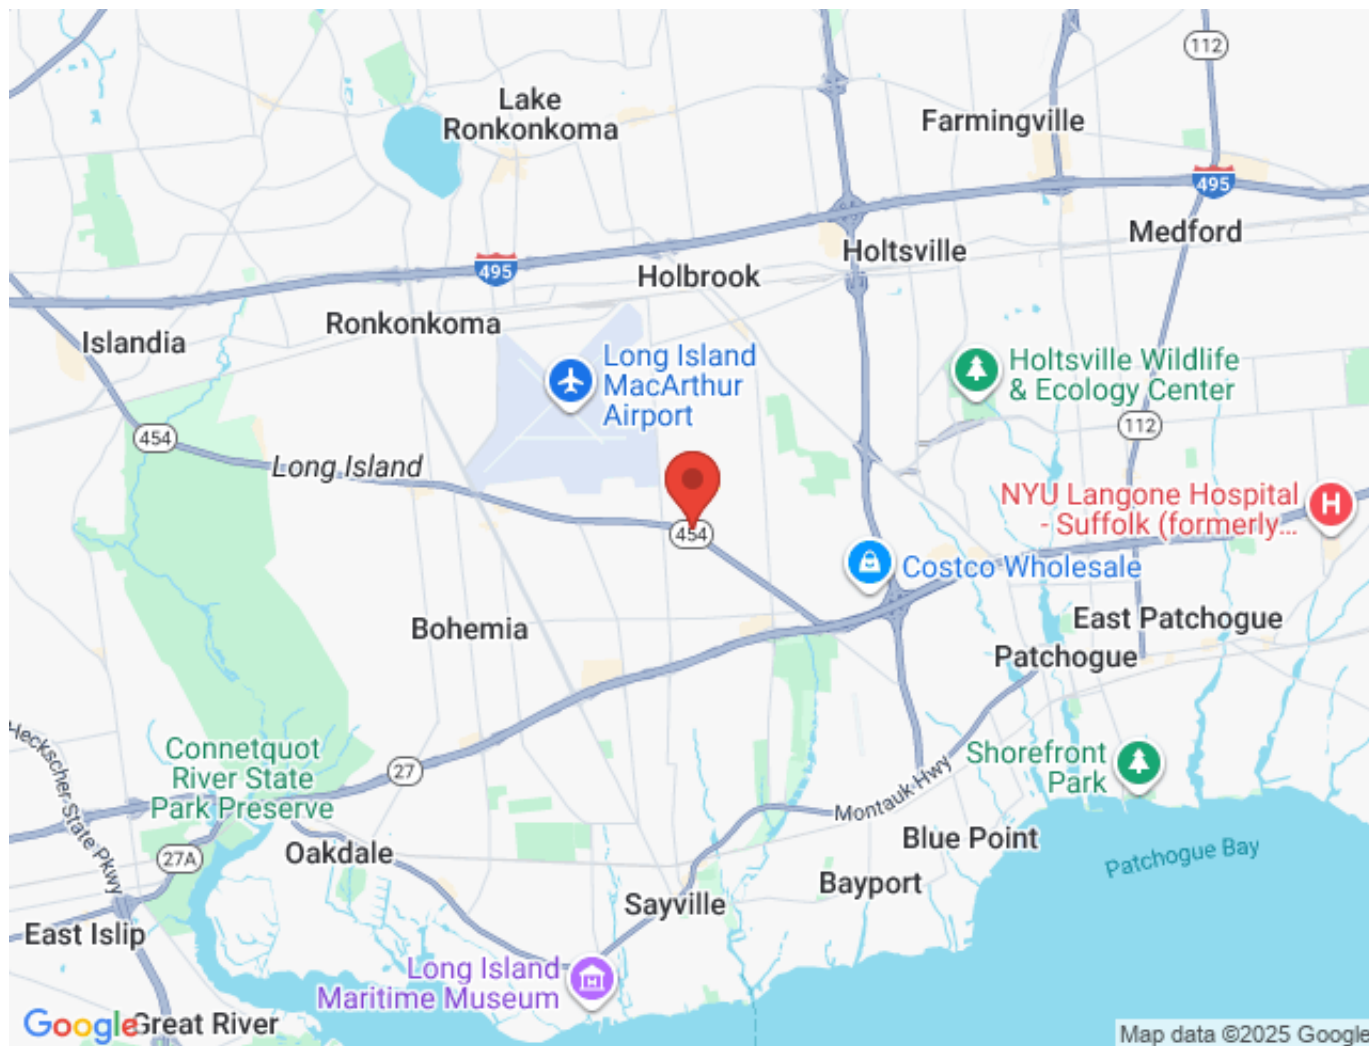 112
Lake
Ronkonkoma
Farmingville
495
Medford
Holtsville
495
Holbrook
Ronkonkoma
Islandia
Long Island
MacArthur
Airport
Holtsville Wildlife
& Ecology Center
112
454
Long Island
NYU Langone Hospital
- Suffolk (formerly...
454
Costco Wholesale
Bohemia
East Patchogue
Patchogue
Heckscher State Pkwy
Connetquot
River State
Park Preserve
27
Shorefront
Park
Montauk Hwy
Blue Point
Patchogue Bay
27A
Oakdale
Bayport
Sayville
East Islip
Long Island
Maritime Museum
Google
Great River
Map data ©2025 Google